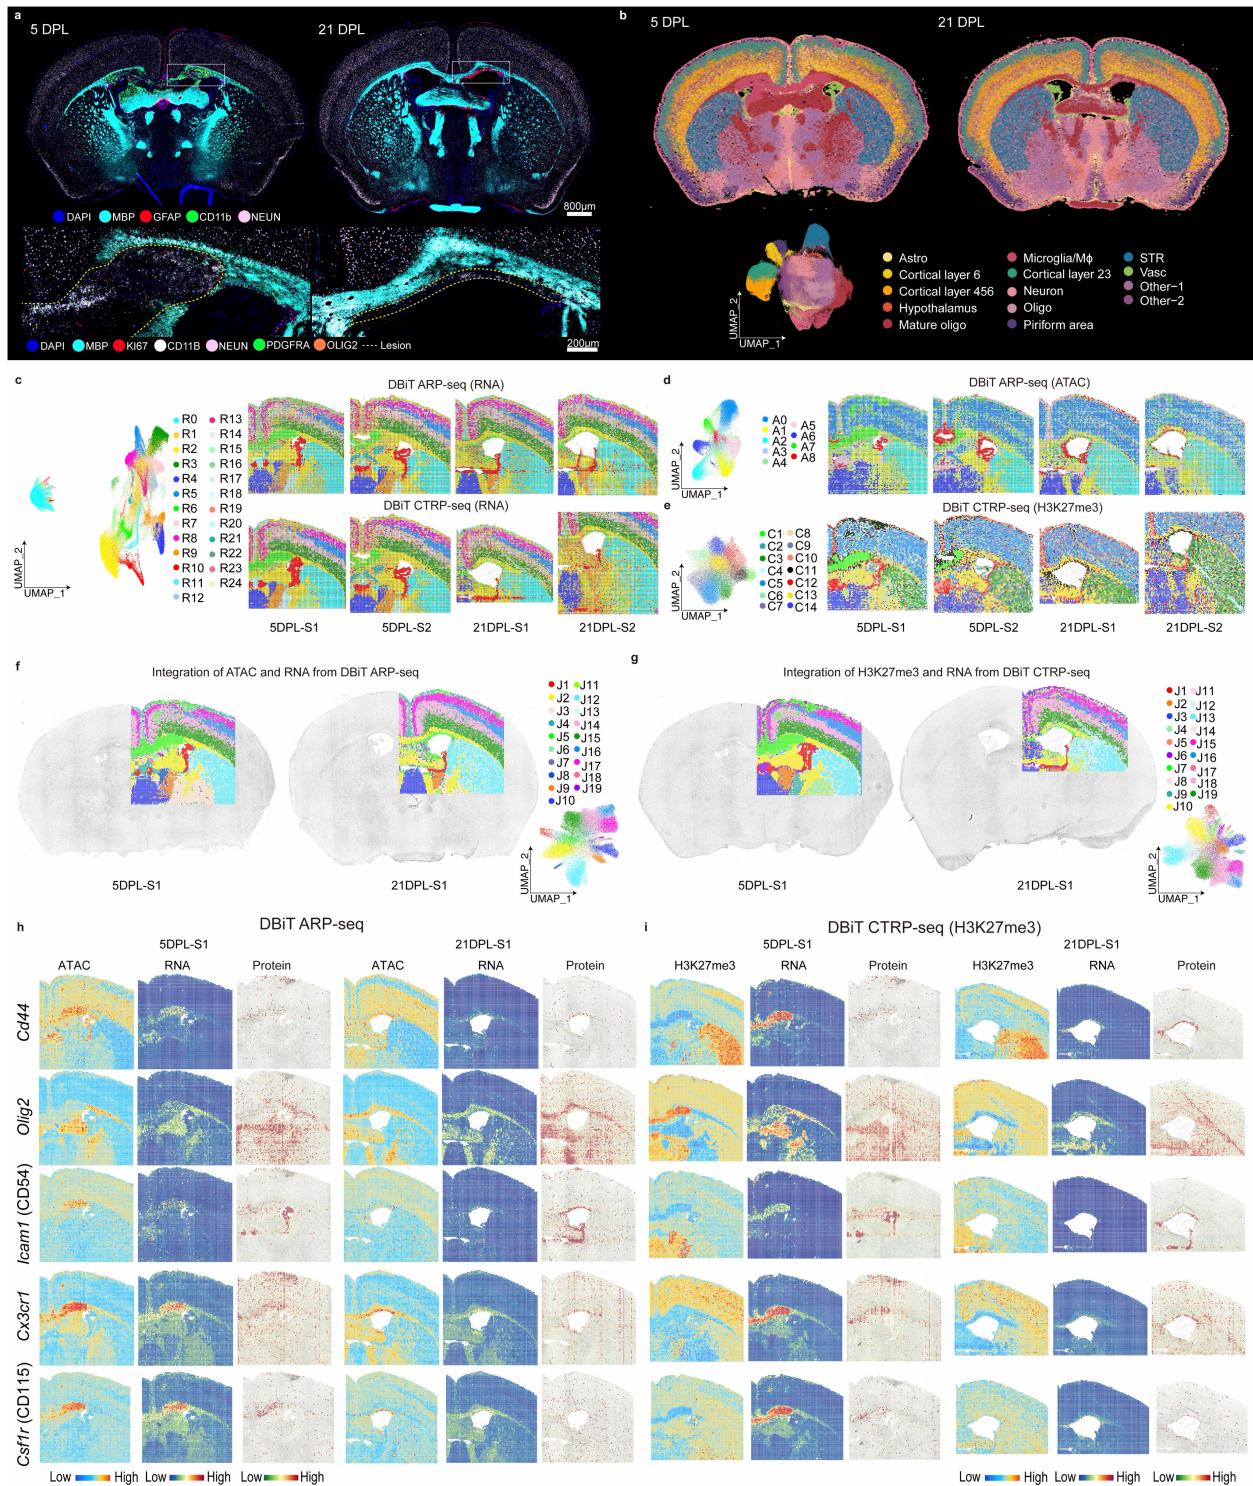 a
5 DPL
21 DPL
800µm
DAPI MBP GFAP CD11b NEUN
DAPI MBP KI67 CD11B NEUN PDGFRA OLIG2 ---- Lesion
200µm
b
5 DPL
21 DPL
UMAP_2
UMAP_1
Astro
Cortical layer 6
Cortical layer 456
Hypothalamus
Mature oligo
Microglia/Mϕ
Cortical layer 23
Neuron
Oligo
Piriform area
STR
Vasc
Other−1
Other−2
c
DBiT ARP-seq (RNA)
R0 R13
R1 R14
R2 R15
R3 R16
R4 R17
R5 R18
R6 R19
R7 R20
R8 R21
R9 R22
R10 R23
R11 R24
R12
UMAP_2
UMAP_1
DBiT CTRP-seq (RNA)
5DPL-S1
5DPL-S2
21DPL-S1
21DPL-S2
d
DBiT ARP-seq (ATAC)
UMAP_2
UMAP_1
A0
A1
A2
A3
A4
A5
A6
A7
A8
e
DBiT CTRP-seq (H3K27me3)
UMAP_2
UMAP_1
C1 C8
C2 C9
C3 C10
C4 C11
C5 C12
C6 C13
C7 C14
5DPL-S1
5DPL-S2
21DPL-S1
21DPL-S2
f
Integration of ATAC and RNA from DBiT ARP-seq
J1 J11
J2 J12
J3 J13
J4 J14
J5 J15
J6 J16
J7 J17
J8 J18
J9 J19
J10
UMAP_2
UMAP_1
5DPL-S1
21DPL-S1
g
Integration of H3K27me3 and RNA from DBiT CTRP-seq
J1 J11
J2 J12
J3 J13
J4 J14
J5 J15
J6 J16
J7 J17
J8 J18
J9 J19
J10
UMAP_2
UMAP_1
5DPL-S1
21DPL-S1
h
DBiT ARP-seq
5DPL-S1
21DPL-S1
ATAC RNA Protein ATAC RNA Protein
Cd44
Olig2
Icam1 (CD54)
Cx3cr1
Csf1r (CD115)
Low High Low High Low High
i
DBiT CTRP-seq (H3K27me3)
5DPL-S1
21DPL-S1
H3K27me3 RNA Protein H3K27me3 RNA Protein
Low High Low High Low High